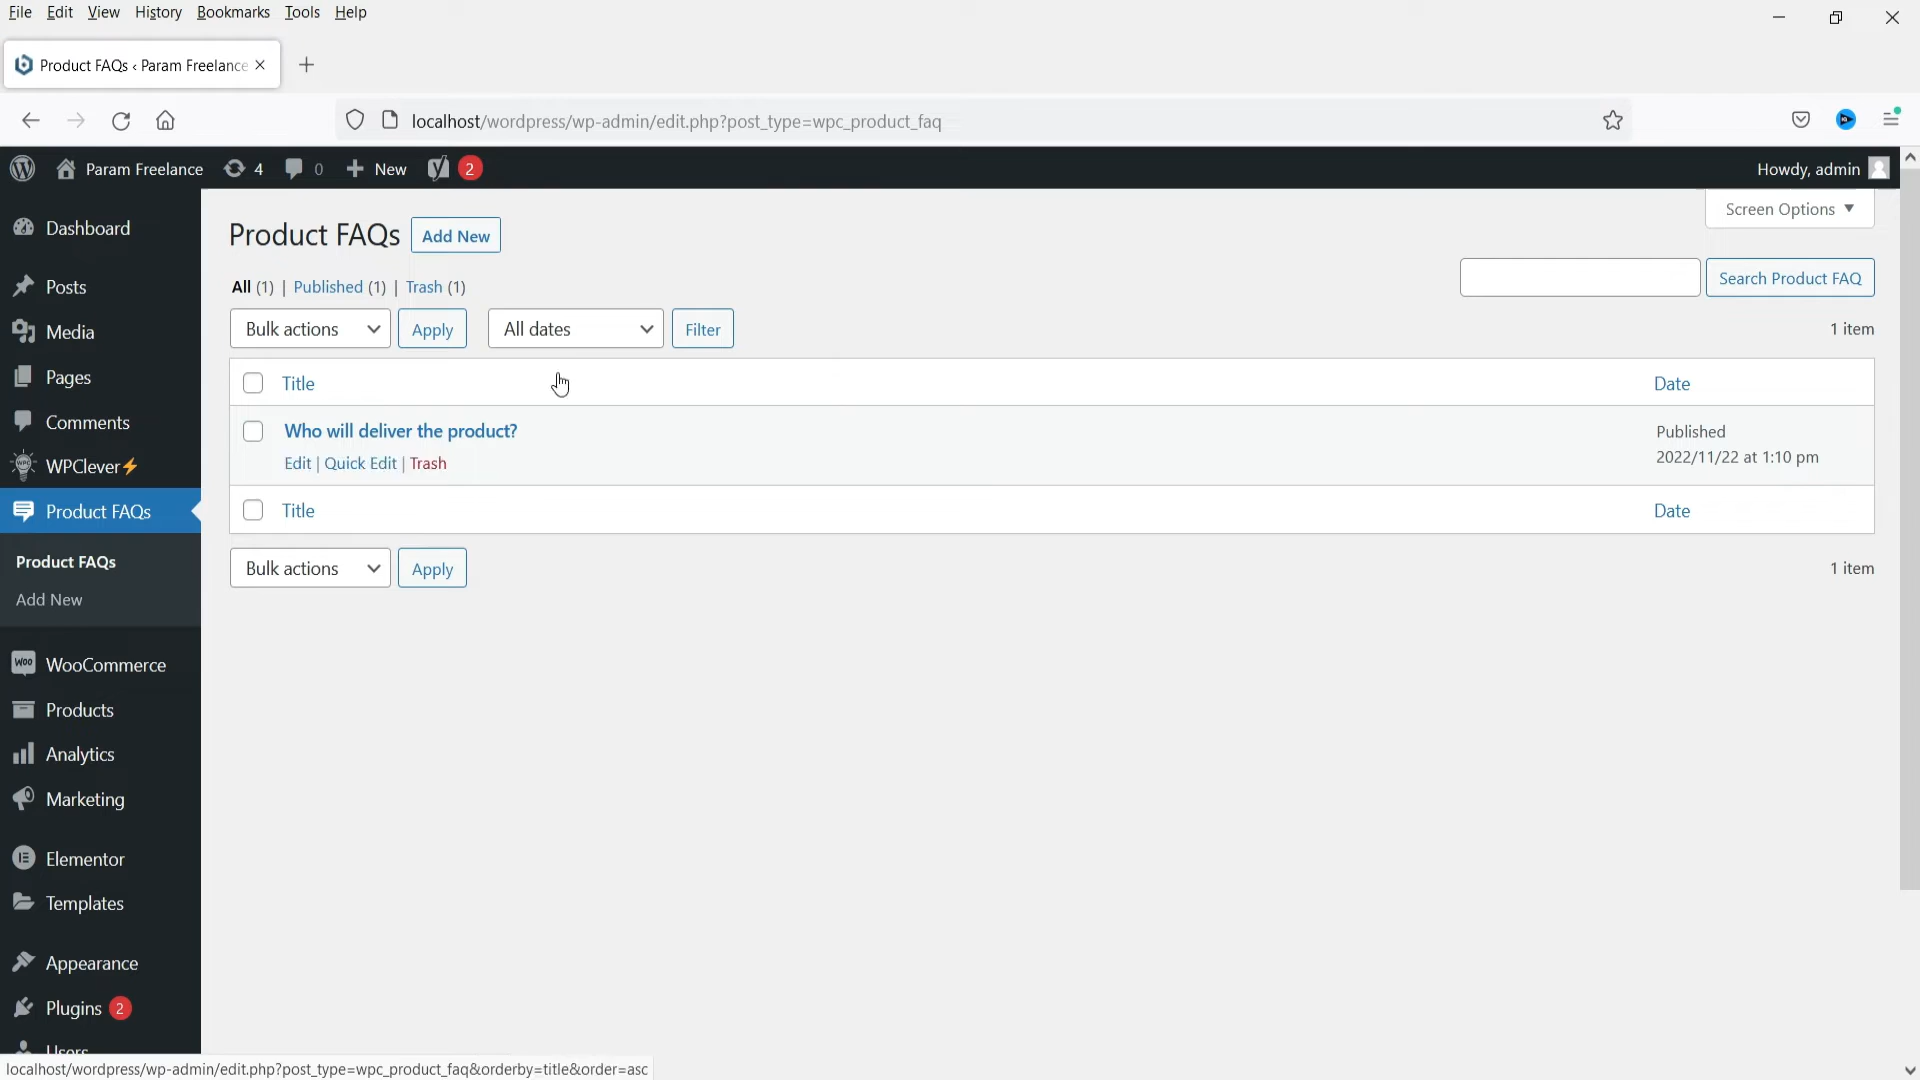 File Edit View History Bookmarks Tools Help
Product FAQs ‹ Param Freelance
localhost/wordpress/wp-admin/edit.php?post_type=wpc_product_faq
Param Freelance 4 0 New 2 Howdy, admin
Screen Options
Dashboard
Posts
Media
Pages
Comments
WPClever⚡
Product FAQs
Product FAQs
Add New
WooCommerce
Products
Analytics
Marketing
Elementor
Templates
Appearance
Plugins 2
Users
Product FAQs Add New
All (1) | Published (1) | Trash (1)
Search Product FAQ
Bulk actions Apply All dates Filter 1 item
Title Date
Who will deliver the product? Published
Edit | Quick Edit | Trash 2022/11/22 at 1:10 pm
Title Date
Bulk actions Apply 1 item
localhost/wordpress/wp-admin/edit.php?post_type=wpc_product_faq&orderby=title&order=asc